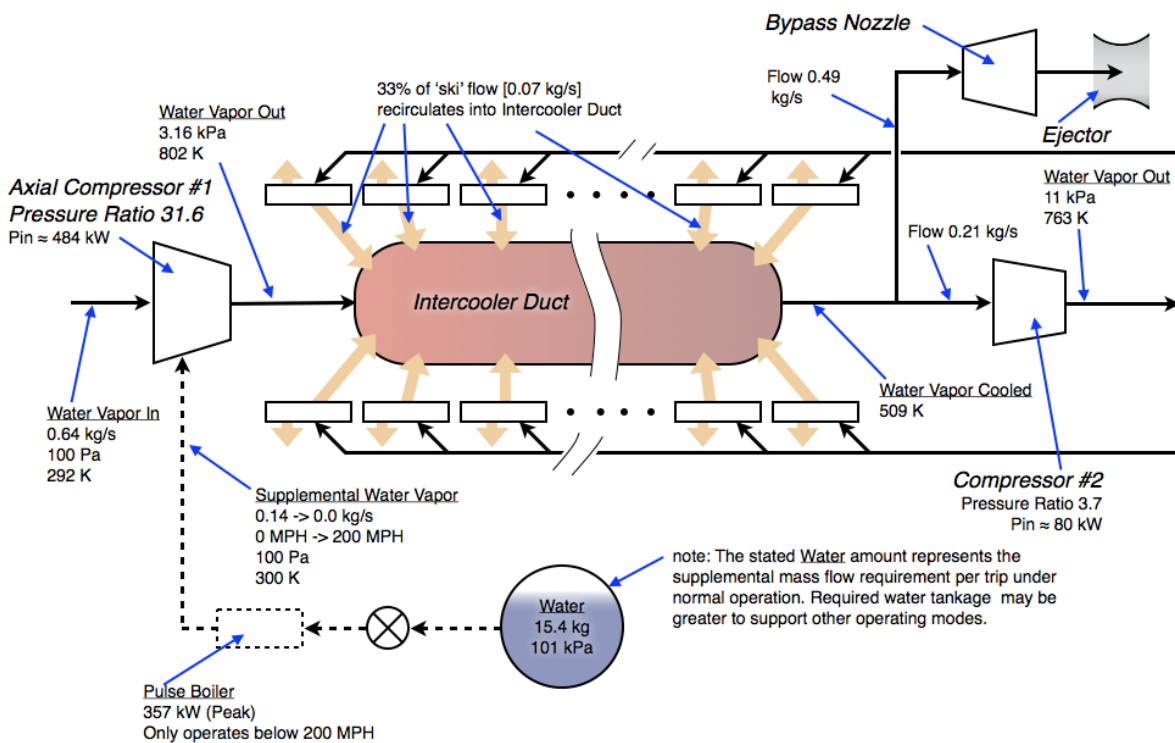 Bypass Nozzle
Flow 0.49
kg/s
Ejector
33% of ‘ski’ flow [0.07 kg/s]
recirculates into Intercooler Duct
Water Vapor Out
3.16 kPa
802 K
Axial Compressor #1
Pressure Ratio 31.6
Pin ≈ 484 kW
Water Vapor Out
11 kPa
763 K
Flow 0.21 kg/s
Intercooler Duct
Water Vapor In
0.64 kg/s
100 Pa
292 K
Water Vapor Cooled
509 K
Compressor #2
Pressure Ratio 3.7
Pin ≈ 80 kW
Supplemental Water Vapor
0.14 -> 0.0 kg/s
0 MPH -> 200 MPH
100 Pa
300 K
note: The stated Water amount represents the
supplemental mass flow requirement per trip under
normal operation. Required water tankage may be
greater to support other operating modes.
Water
15.4 kg
101 kPa
Pulse Boiler
357 kW (Peak)
Only operates below 200 MPH